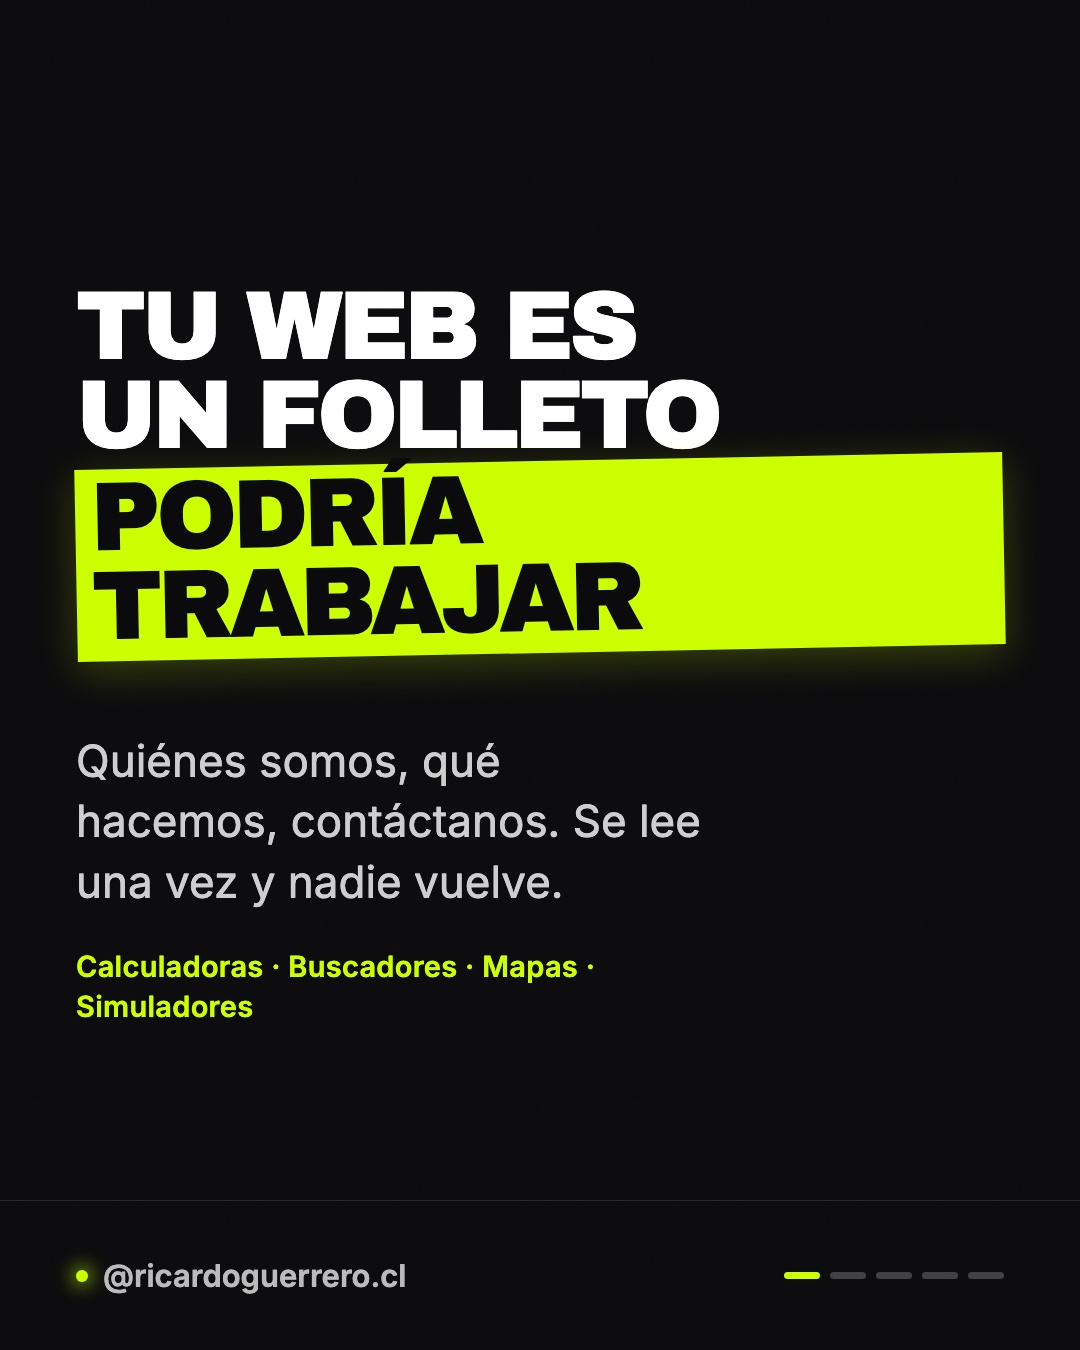 TU WEB ES
UN FOLLETO
PODRÍA
TRABAJAR
Quiénes somos, qué
hacemos, contáctanos. Se lee
una vez y nadie vuelve.
Calculadoras · Buscadores · Mapas ·
Simuladores
@ricardoguerrero.cl